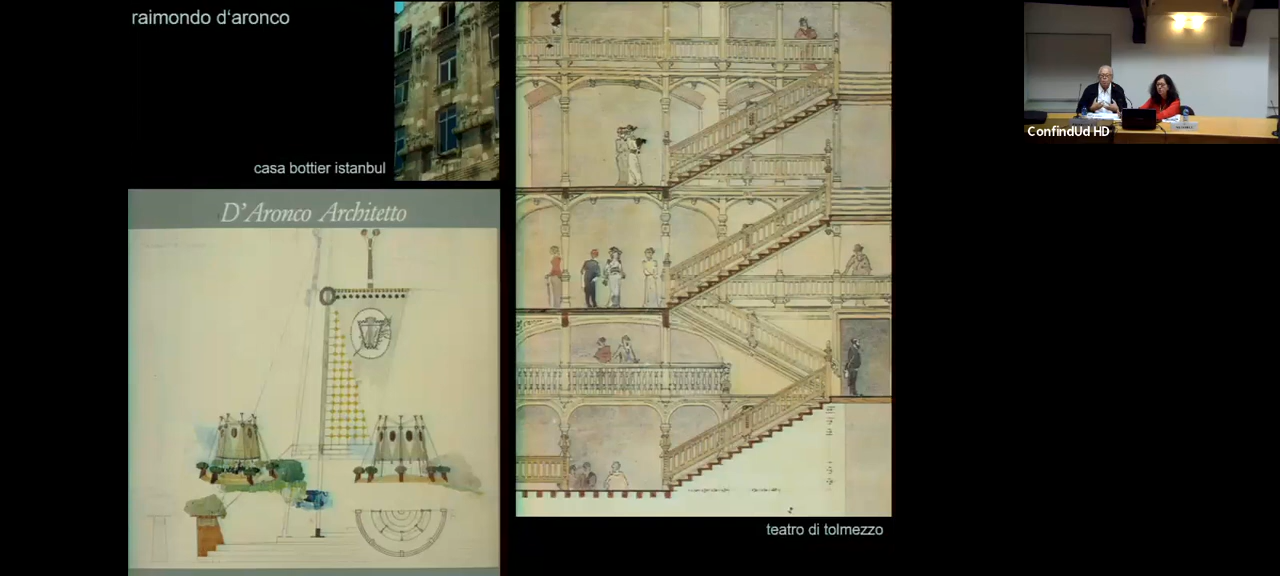 raimondo d'aronco
casa bottier istanbul
D'Aronco Architetto
teatro di tolmezzo
ConfindUd HD